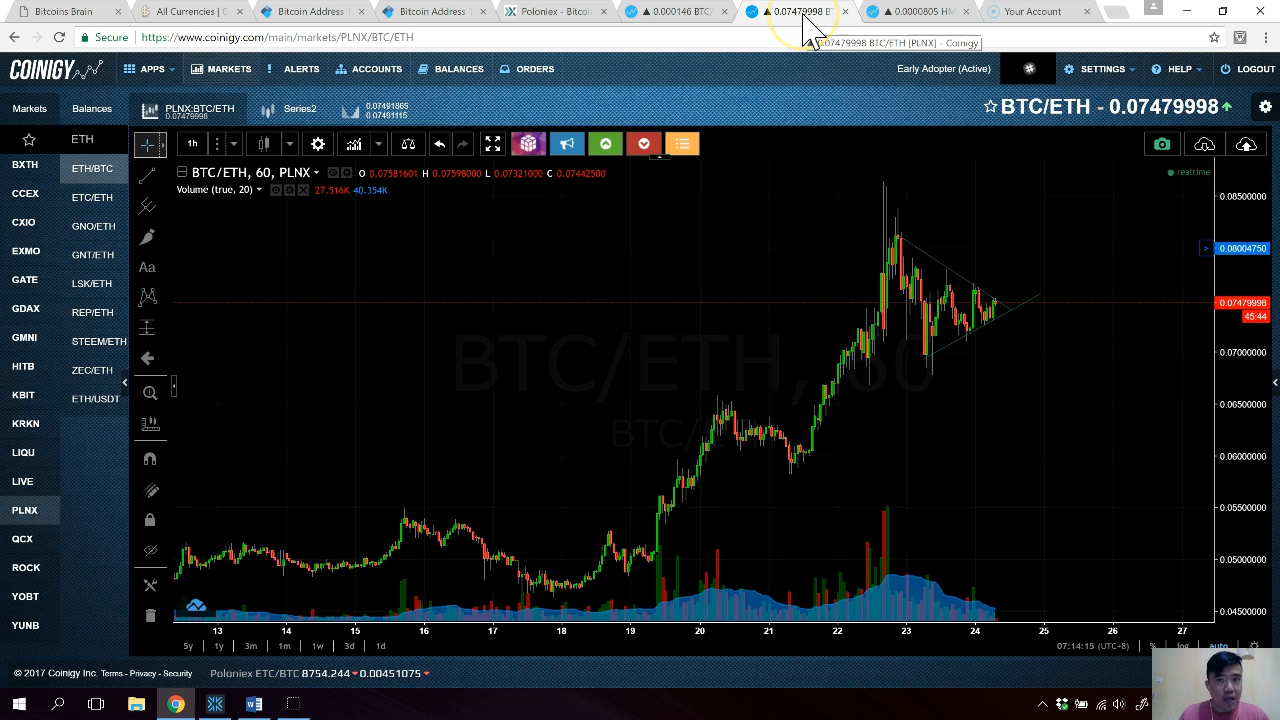 Bitcoins Brain
All Currencies | C
Bitcoin Address 1
Bitcoin Address 1
Poloniex - Bitcoin
▲ 0.000146 BTC/
▲ 0.07479998 B
▲ 0.0000805 HM
Your Account
Secure
https://www.coinigy.com/main/markets/PLNX/BTC/ETH
0.07479998 BTC/ETH [PLNX] - Coinigy
COINIGY
APPS
MARKETS
ALERTS
ACCOUNTS
BALANCES
ORDERS
Early Adopter (Active)
SETTINGS
HELP
LOGOUT
Markets
Balances
PLNX:BTC/ETH
0.07479998
Series2
0.07491865
0.07491115
BTC/ETH - 0.07479998
ETH
1h
Aa
BXTH
CCEX
CXIO
EXMO
GATE
GDAX
GMNI
HITB
KBIT
KRKN
LIQU
LIVE
PLNX
QCX
ROCK
YOBT
YUNB
ETH/BTC
ETC/ETH
GNO/ETH
GNT/ETH
LSK/ETH
REP/ETH
STEEM/ETH
ZEC/ETH
ETH/USDT
BTC/ETH, 60, PLNX
O 0.07581601 H 0.07598000 L 0.07321000 C 0.07442500
Volume (true, 20)
27.516K 40.354K
realtime
BTC/ETH, 60
BTC/E
0.08500000
0.08004750
0.07479998
45:44
0.07000000
0.06500000
0.06000000
0.05500000
0.05000000
0.04500000
13 14 15 16 17 18 19 20 21 22 23 24 25 26 27
5y 1y 3m 1m 1w 3d 1d
07:14:15 (UTC+8)
% log auto
© 2017 Coinigy Inc. Terms - Privacy - Security
Poloniex ETC/BTC 8754.244 0.00451075